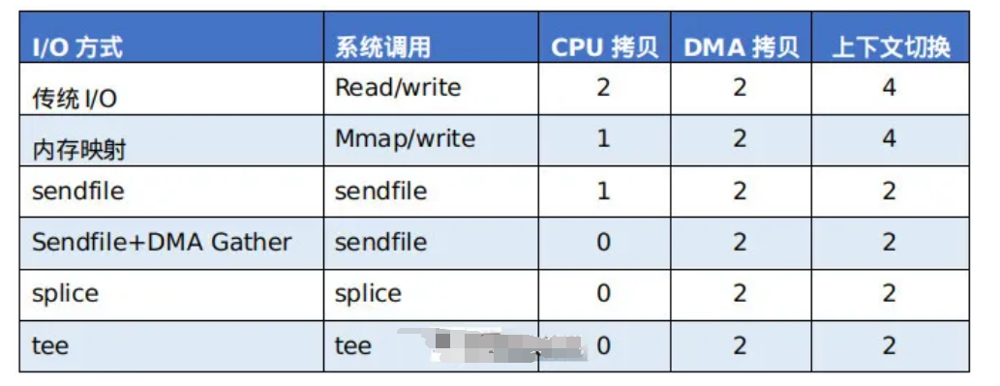 I/O 方式 系统调用 CPU 拷贝 DMA 拷贝 上下文切换
传统 I/O Read/write 2 2 4
内存映射 Mmap/write 1 2 4
sendfile sendfile 1 2 2
Sendfile+DMA Gather sendfile 0 2 2
splice splice 0 2 2
tee tee 0 2 2